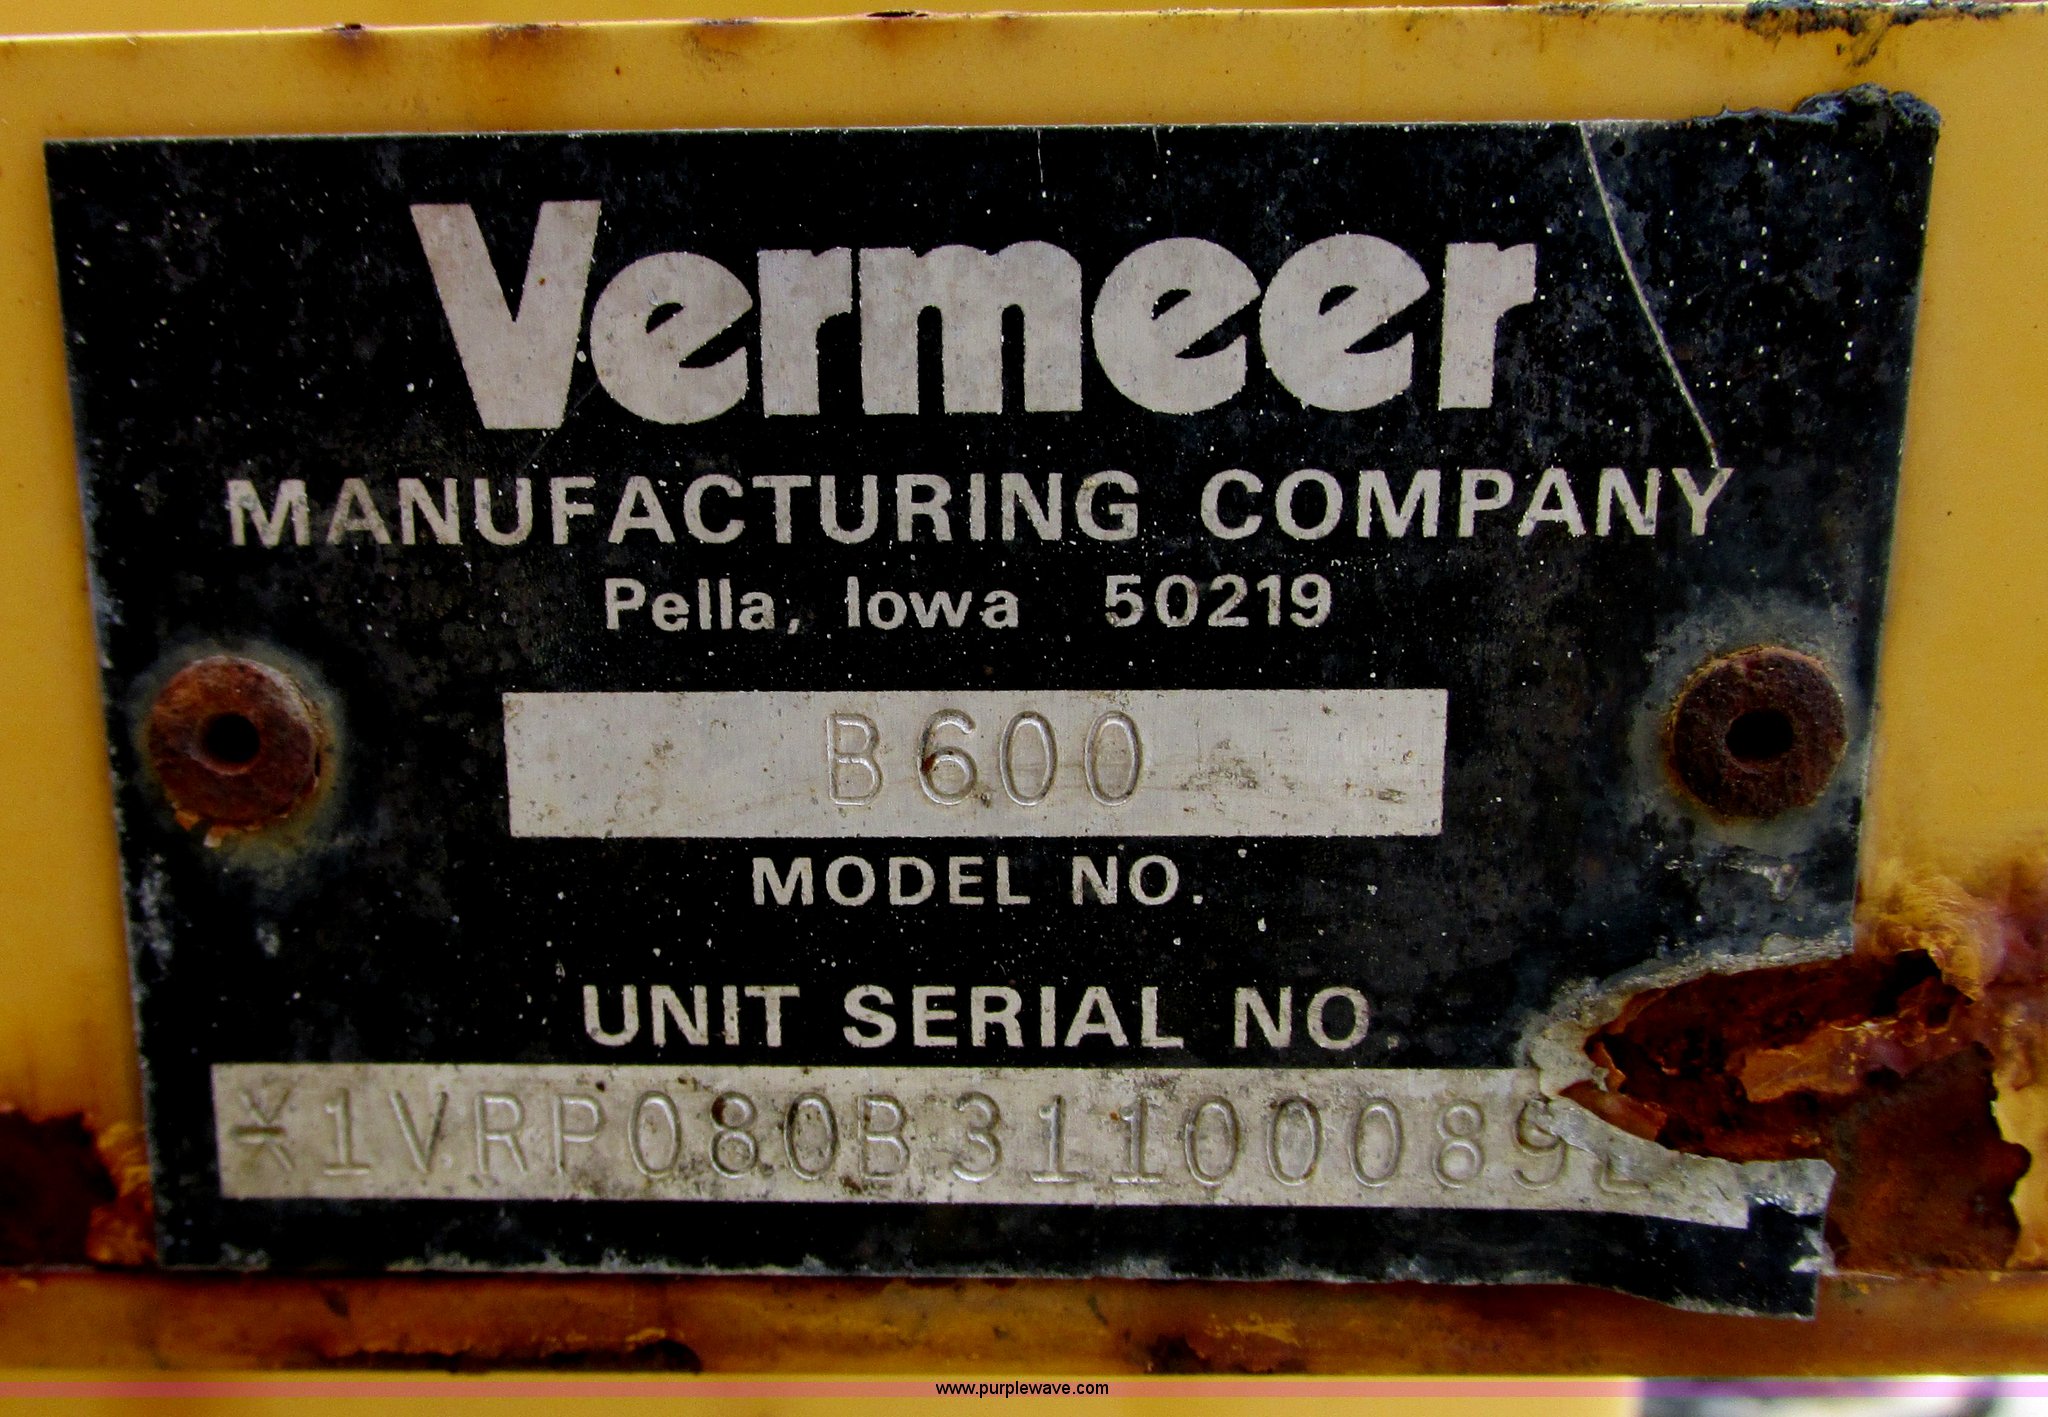 Vermeer
MANUFACTURING COMPANY
Pella, Iowa 50219
B600
MODEL NO.
UNIT SERIAL NO.
*1VRP080B31100089
www.purplewave.com